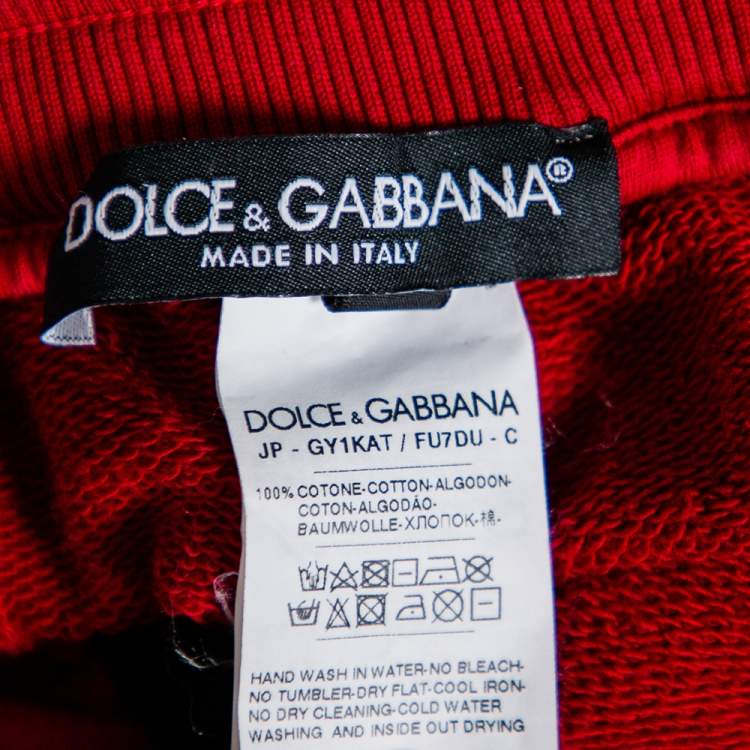 DOLCE & GABBANA®
MADE IN ITALY
DOLCE & GABBANA
JP - GY1KAT / FU7DU - C
100% COTONE-COTTON-ALGODON-
COTON-ALGODÃO-
BAUMWOLLE-ХЛОПОК-棉-
HAND WASH IN WATER-NO BLEACH-
NO TUMBLER-DRY FLAT-COOL IRON-
NO DRY CLEANING-COLD WATER
WASHING AND INSIDE OUT DRYING